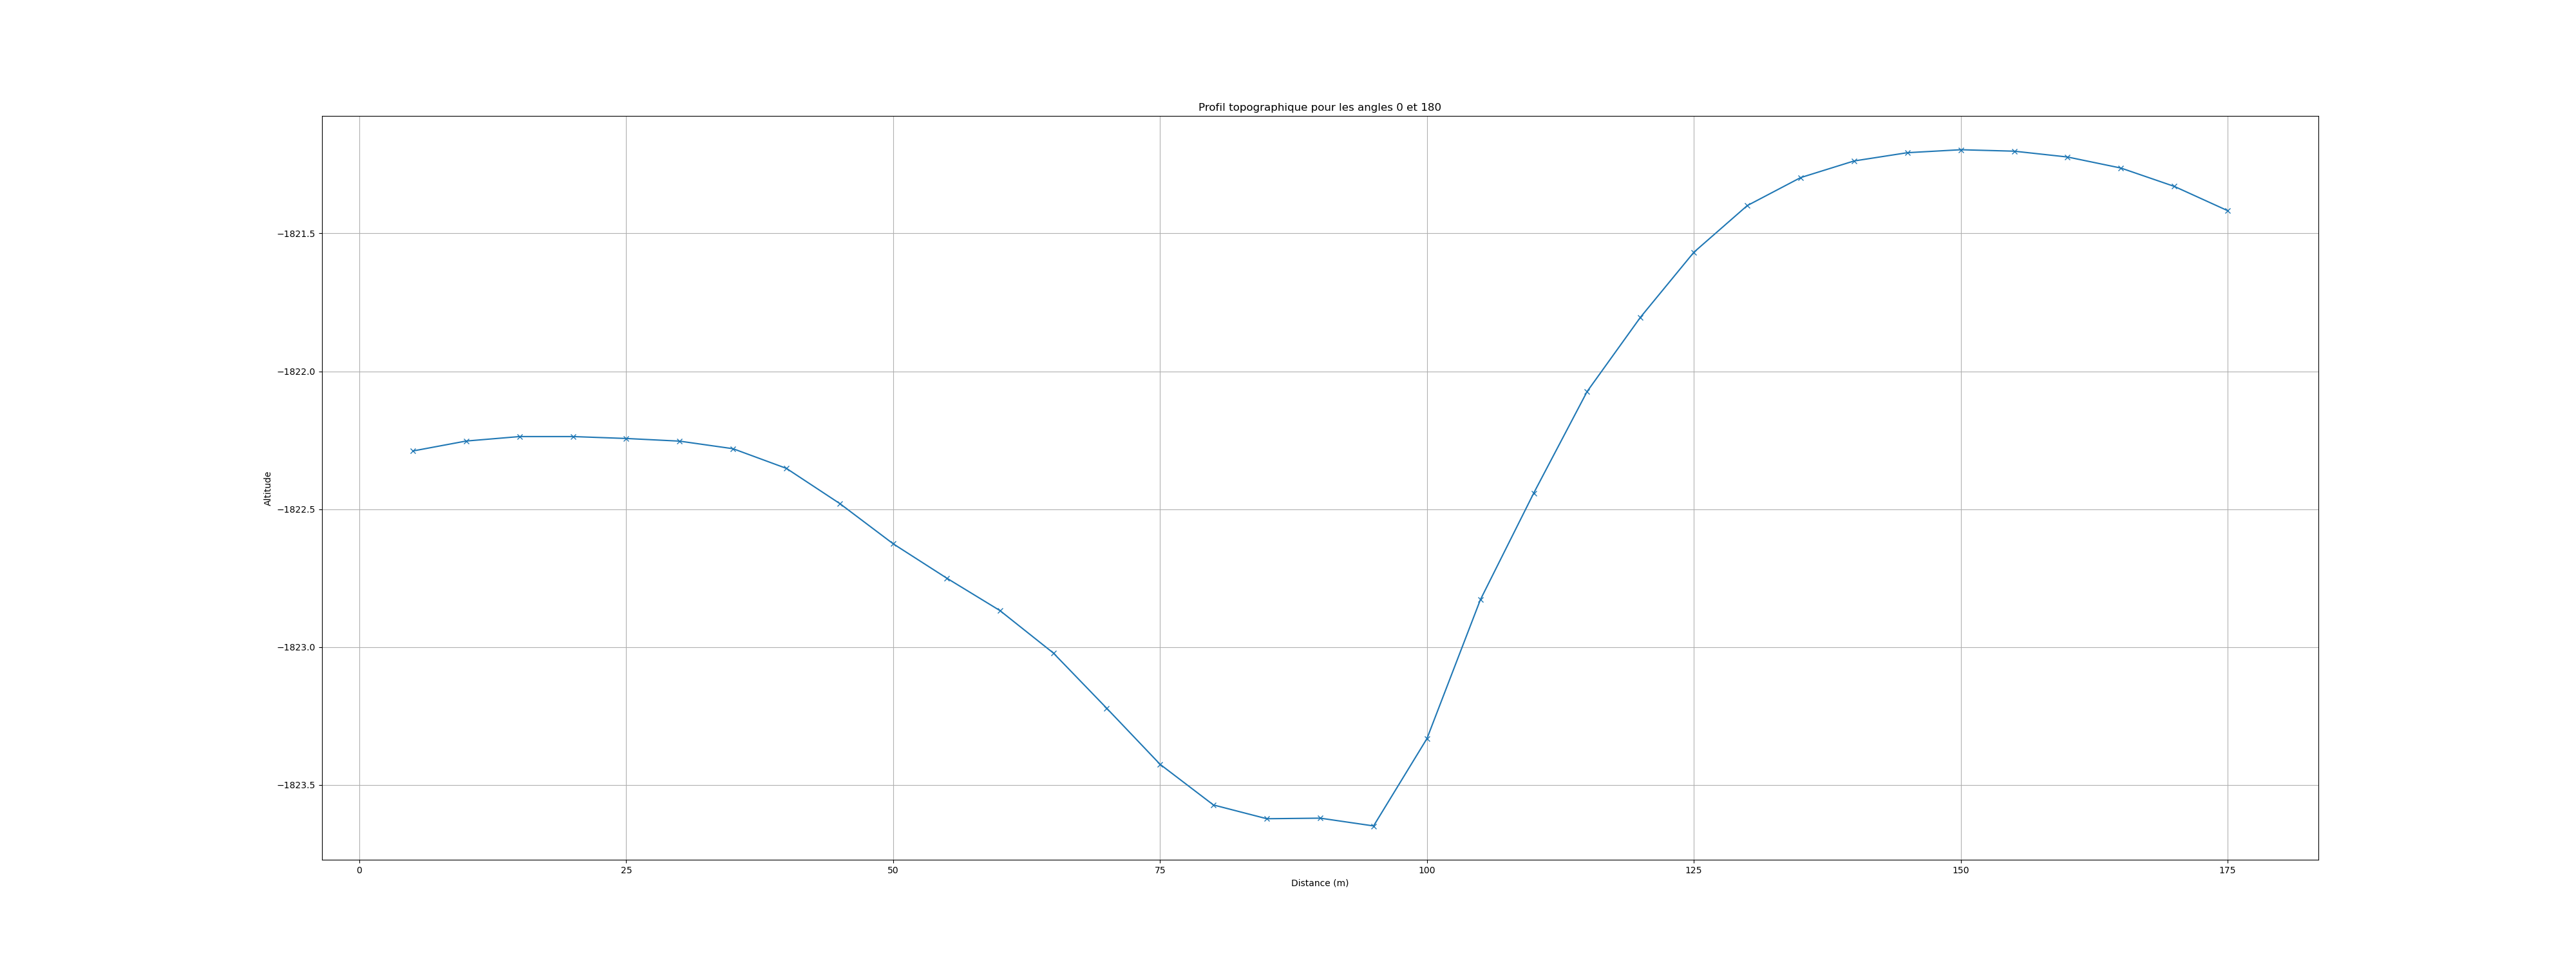 Profil topographique pour les angles 0 et 180
Altitude
−1821.5
−1822.0
−1822.5
−1823.0
−1823.5
0 25 50 75 100 125 150 175
Distance (m)